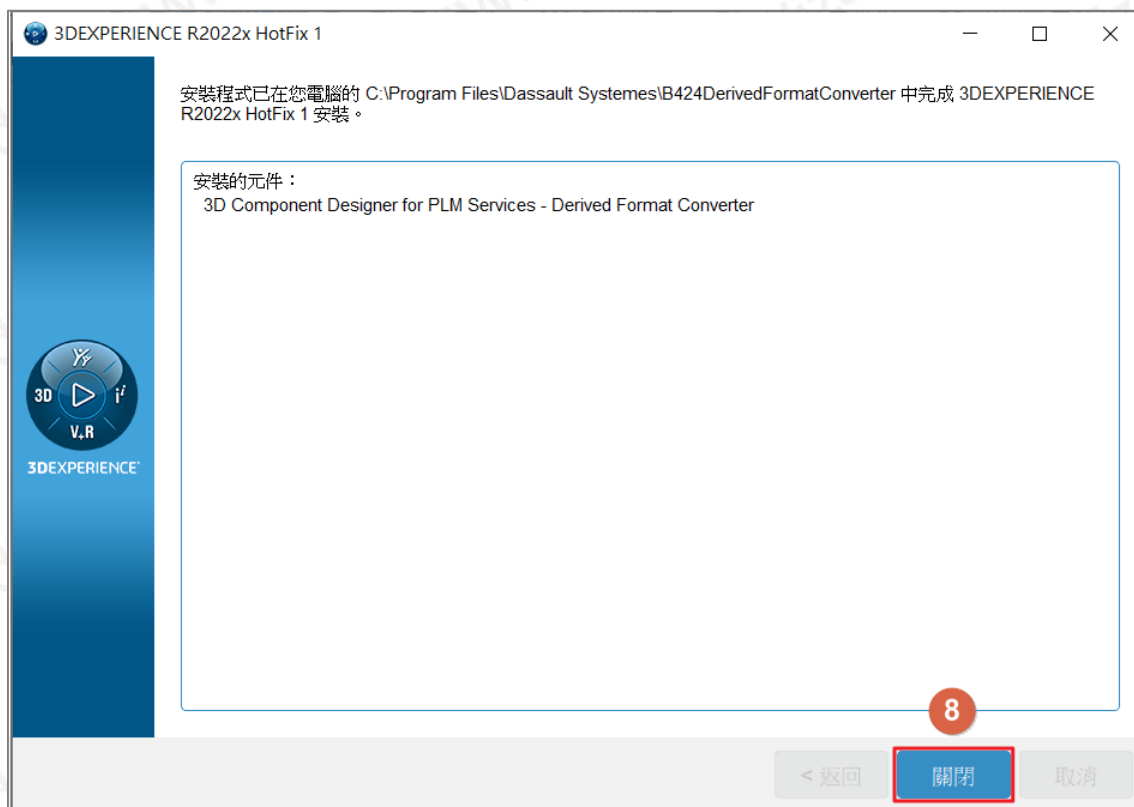 3DEXPERIENCE R2022x HotFix 1
安裝程式已在您電腦的 C:\Program Files\Dassault Systemes\B424DerivedFormatConverter 中完成 3DEXPERIENCE
R2022x HotFix 1 安裝。
安裝的元件：
3D Component Designer for PLM Services - Derived Format Converter
3D
i
V+R
3DEXPERIENCE
8
< 返回
關閉
取消